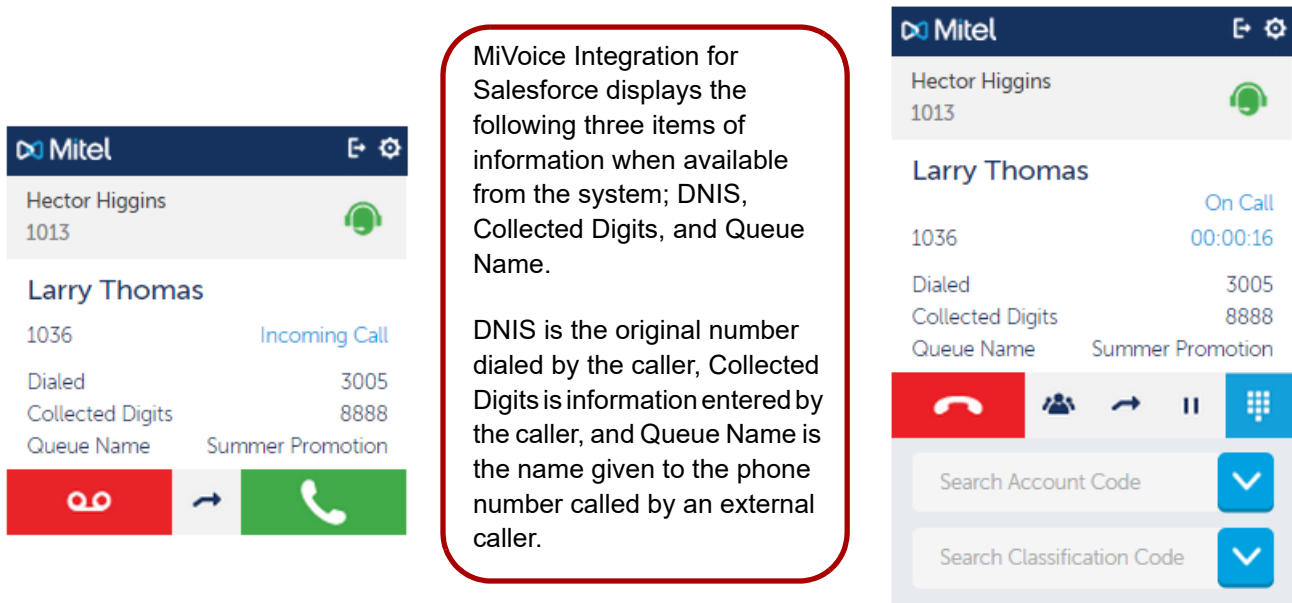 Mitel
Hector Higgins
1013
Larry Thomas
1036 Incoming Call
Dialed 3005
Collected Digits 8888
Queue Name Summer Promotion
MiVoice Integration for
Salesforce displays the
following three items of
information when available
from the system; DNIS,
Collected Digits, and Queue
Name.
DNIS is the original number
dialed by the caller, Collected
Digits is information entered by
the caller, and Queue Name is
the name given to the phone
number called by an external
caller.
Mitel
Hector Higgins
1013
Larry Thomas
On Call
1036 00:00:16
Dialed 3005
Collected Digits 8888
Queue Name Summer Promotion
Search Account Code
Search Classification Code